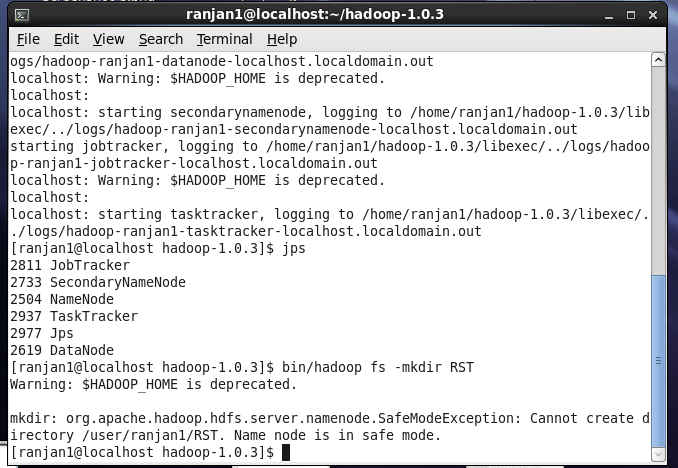 ranjan1@localhost:~/hadoop-1.0.3
File Edit View Search Terminal Help
ogs/hadoop-ranjan1-datanode-localhost.localdomain.out
localhost: Warning: $HADOOP_HOME is deprecated.
localhost:
localhost: starting secondarynamenode, logging to /home/ranjan1/hadoop-1.0.3/lib
exec/../logs/hadoop-ranjan1-secondarynamenode-localhost.localdomain.out
starting jobtracker, logging to /home/ranjan1/hadoop-1.0.3/libexec/../logs/hadoo
p-ranjan1-jobtracker-localhost.localdomain.out
localhost: Warning: $HADOOP_HOME is deprecated.
localhost:
localhost: starting tasktracker, logging to /home/ranjan1/hadoop-1.0.3/libexec/.
./logs/hadoop-ranjan1-tasktracker-localhost.localdomain.out
[ranjan1@localhost hadoop-1.0.3]$ jps
2811 JobTracker
2733 SecondaryNameNode
2504 NameNode
2937 TaskTracker
2977 Jps
2619 DataNode
[ranjan1@localhost hadoop-1.0.3]$ bin/hadoop fs -mkdir RST
Warning: $HADOOP_HOME is deprecated.
mkdir: org.apache.hadoop.hdfs.server.namenode.SafeModeException: Cannot create d
irectory /user/ranjan1/RST. Name node is in safe mode.
[ranjan1@localhost hadoop-1.0.3]$